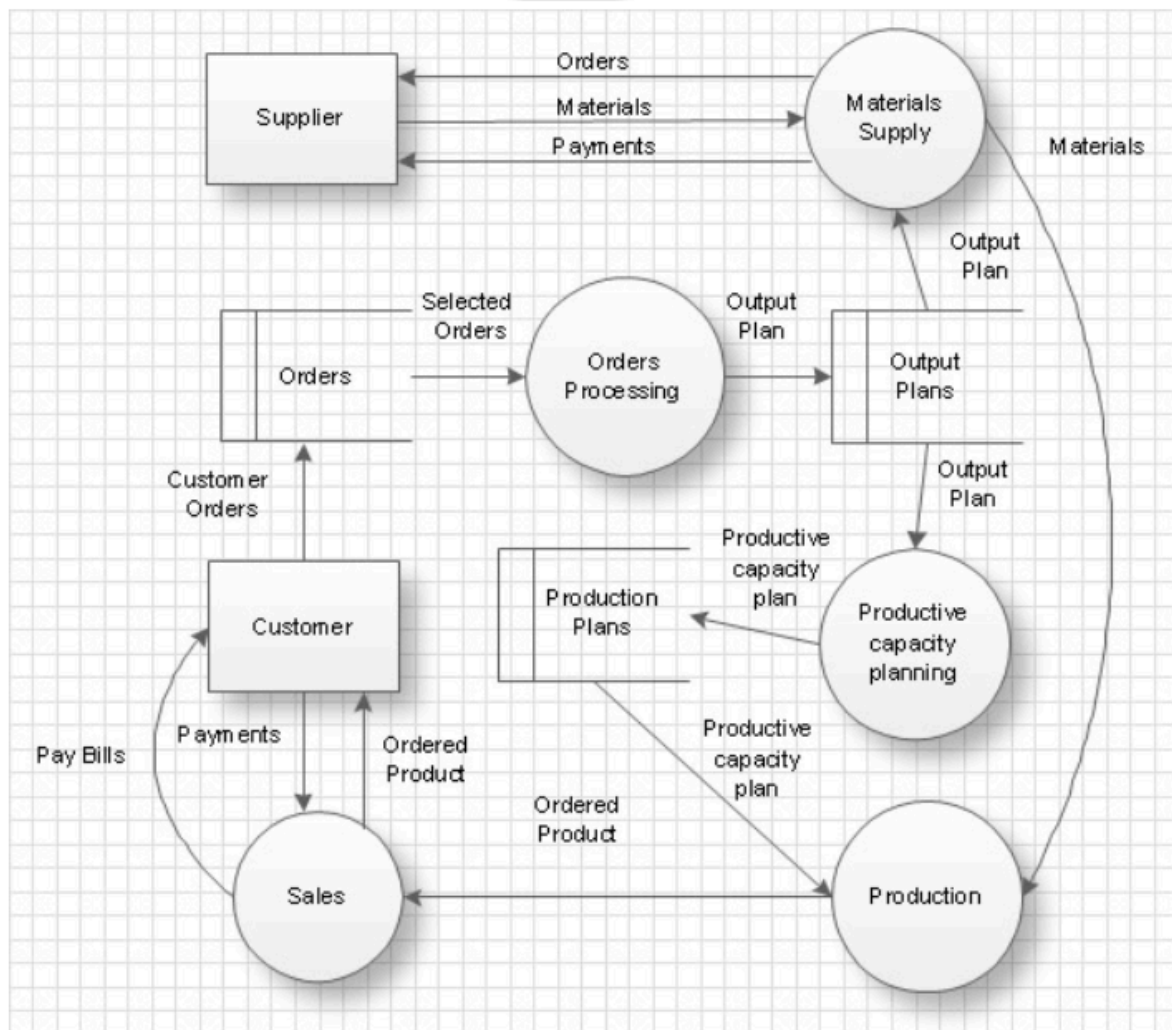 Orders
Supplier
Materials
Payments
Materials
Supply
Materials
Output
Plan
Selected
Orders
Output
Plan
Orders
Orders
Processing
Output
Plans
Customer
Orders
Output
Plan
Productive
capacity
plan
Production
Plans
Productive
capacity
planning
Customer
Pay Bills
Payments
Ordered
Product
Productive
capacity
plan
Ordered
Product
Sales
Production